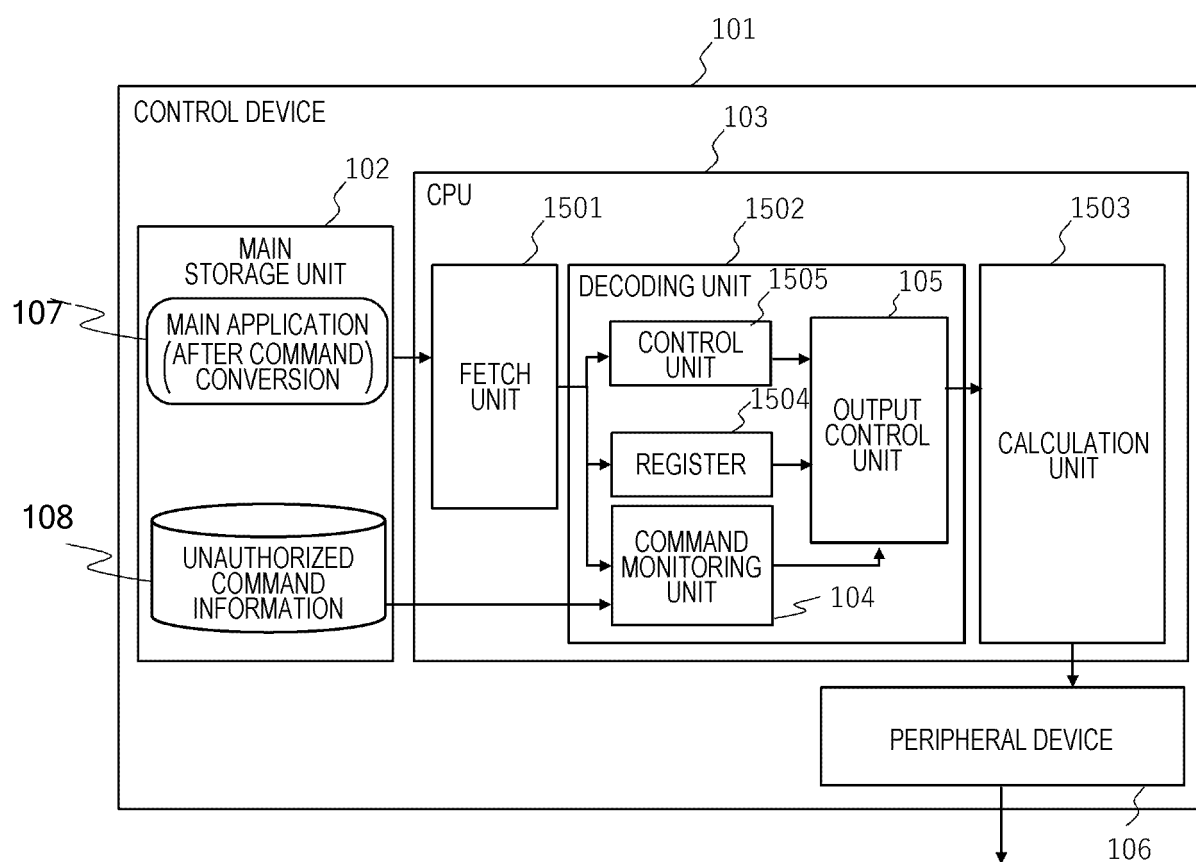 101
CONTROL DEVICE
103
102
CPU
1501
1502
1503
MAIN
STORAGE UNIT
DECODING UNIT
1505
105
107
MAIN APPLICATION
(AFTER COMMAND)
CONVERSION
CONTROL
UNIT
FETCH
UNIT
1504
OUTPUT
CONTROL
UNIT
CALCULATION
UNIT
REGISTER
108
UNAUTHORIZED
COMMAND
INFORMATION
COMMAND
MONITORING
UNIT
104
PERIPHERAL DEVICE
106